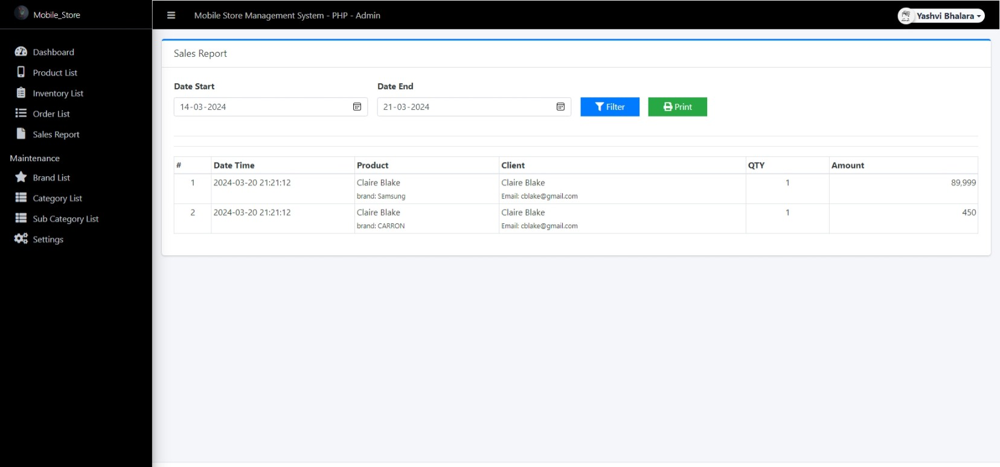 Mobile_Store
Mobile Store Management System - PHP - Admin
Yashvi Bhalara
Dashboard
Product List
Inventory List
Order List
Sales Report
Maintenance
Brand List
Category List
Sub Category List
Settings
Sales Report
Date Start
Date End
14-03-2024
21-03-2024
Filter
Print
# Date Time Product Client QTY Amount
1 2024-03-20 21:21:12 Claire Blake Claire Blake 1 89,999
brand: Samsung Email: cblake@gmail.com
2 2024-03-20 21:21:12 Claire Blake Claire Blake 1 450
brand: CARRON Email: cblake@gmail.com